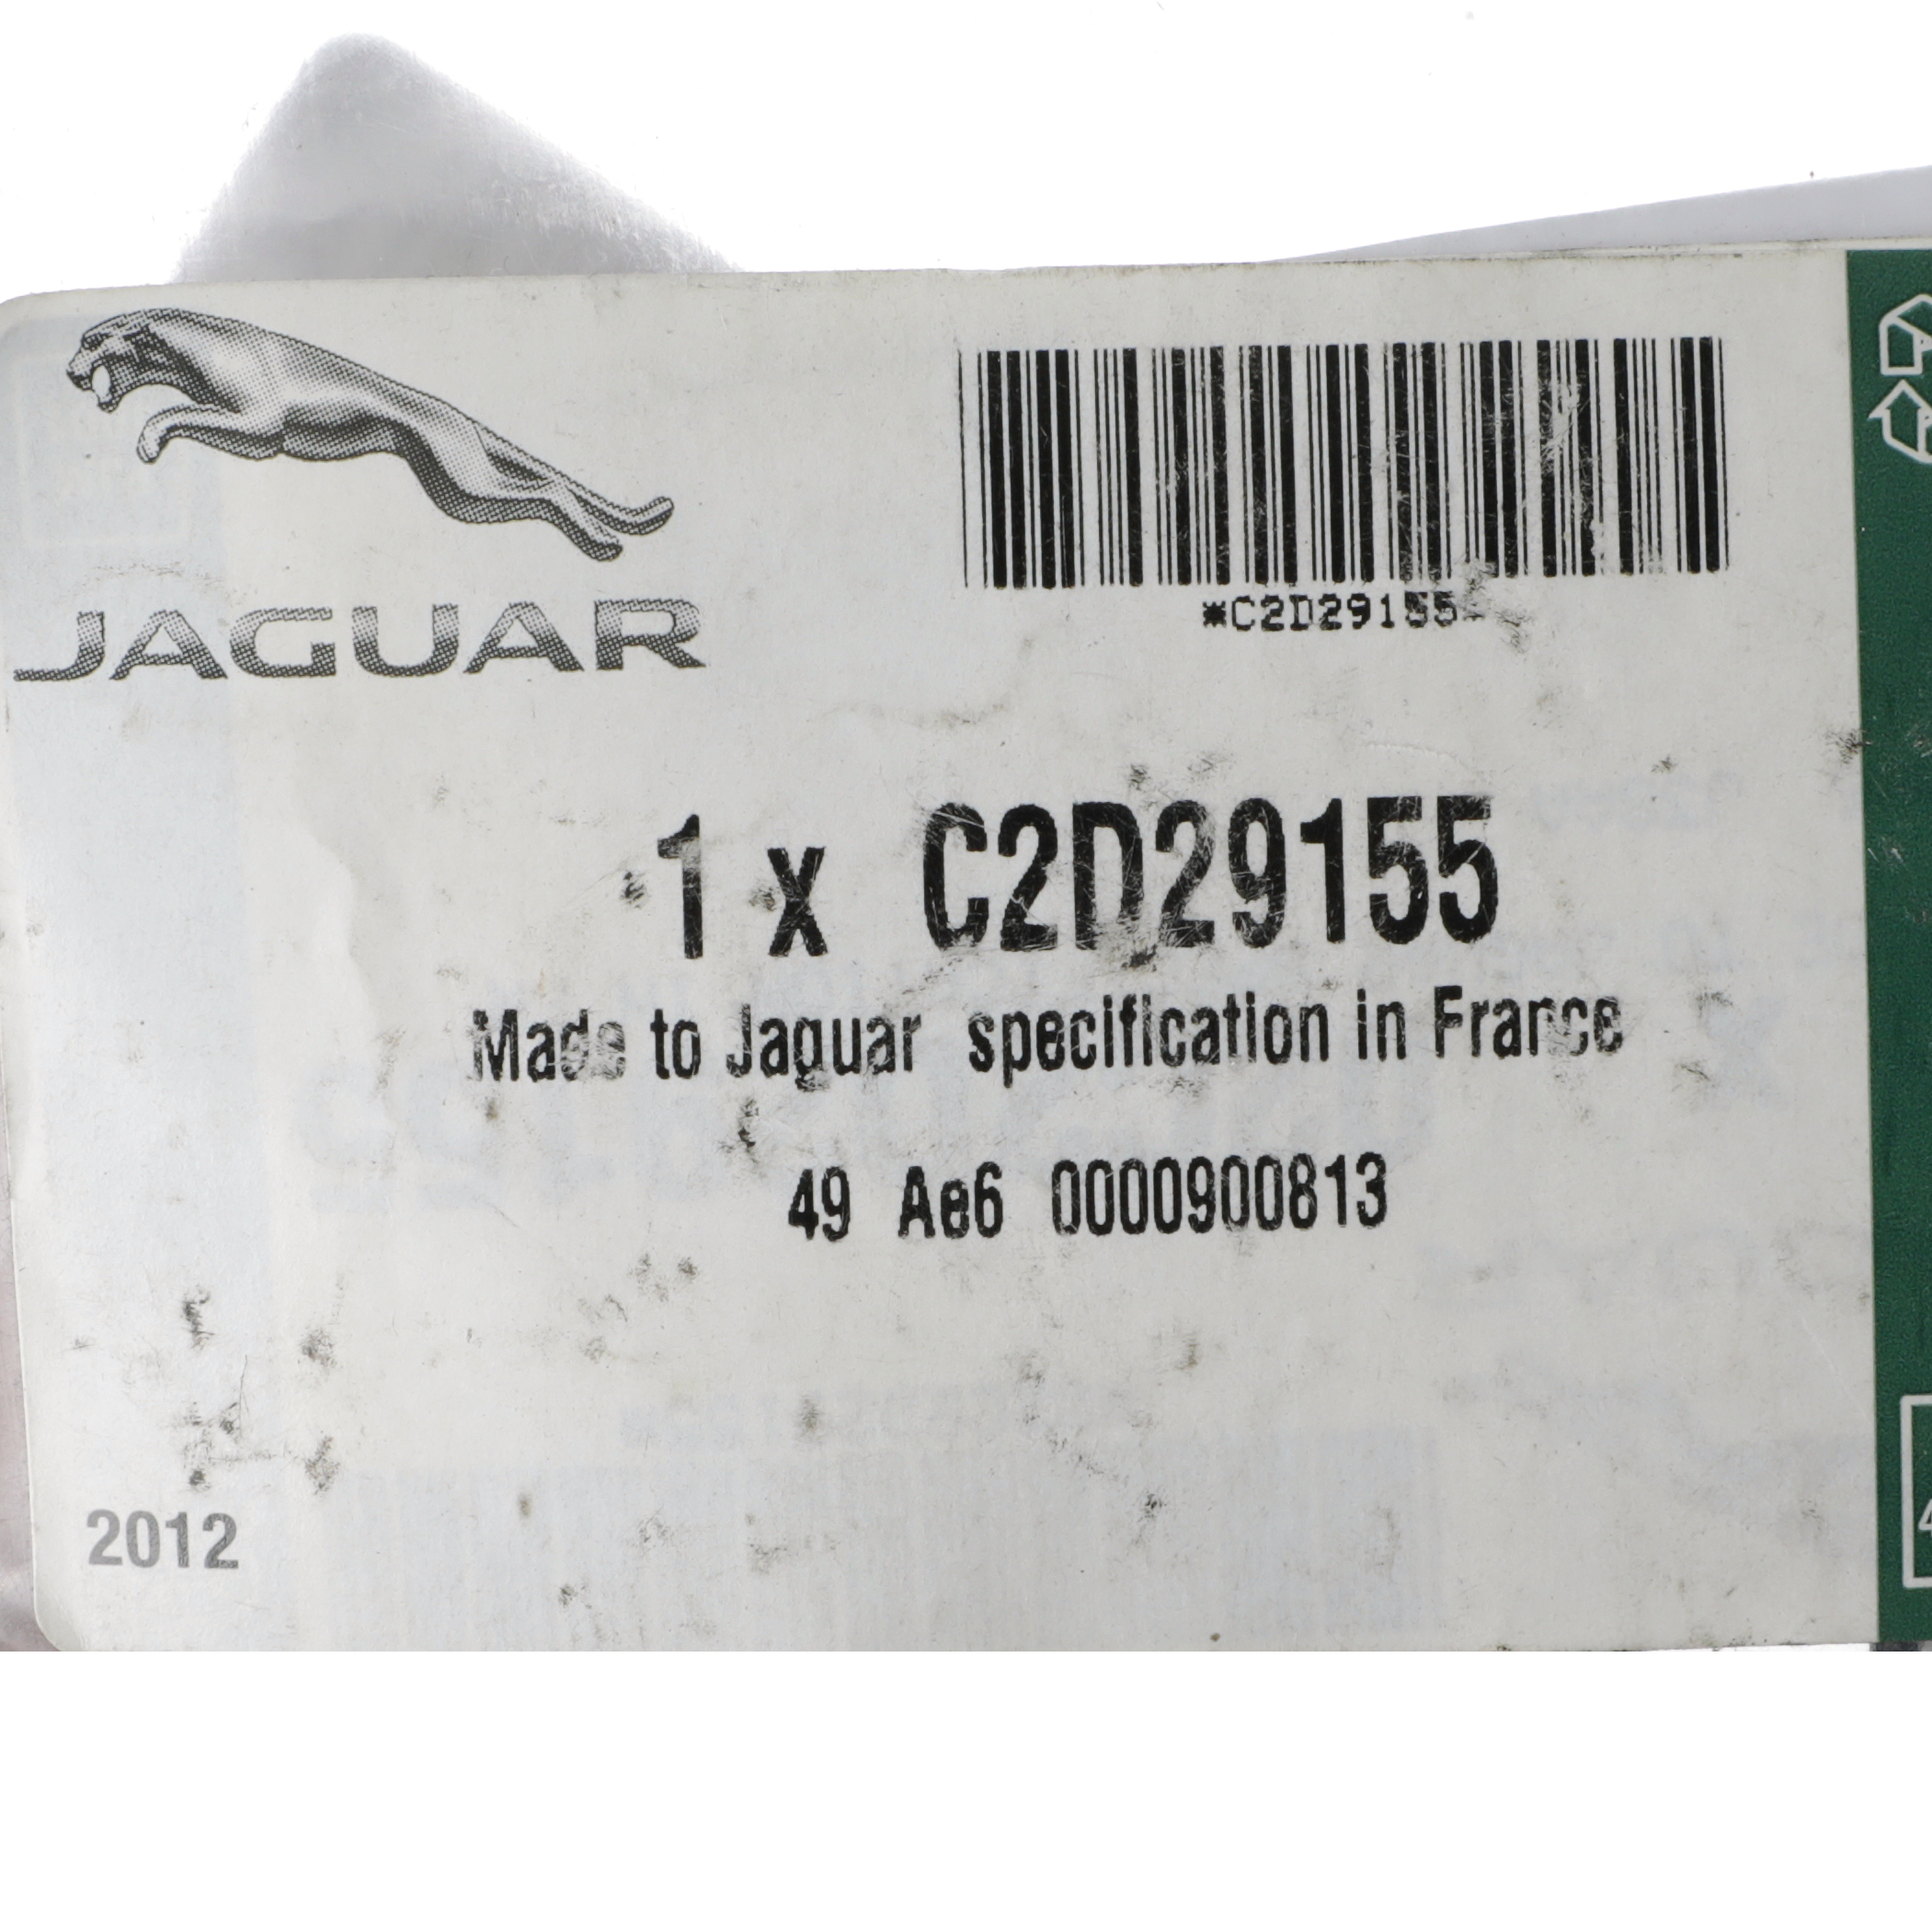 JAGUAR
*C2D29155*
1 x C2D29155
Made to Jaguar specification in France
49 Ae6 0000900813
2012